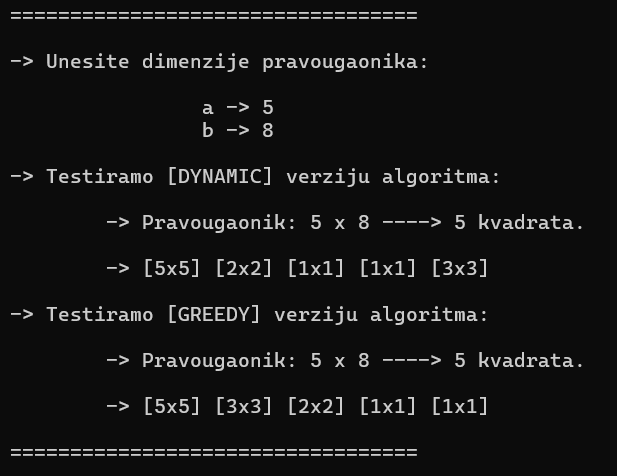 ==================================
-> Unesite dimenzije pravougaonika:
a -> 5
b -> 8
-> Testiramo [DYNAMIC] verziju algoritma:
-> Pravougaonik: 5 x 8 ----> 5 kvadrata.
-> [5x5] [2x2] [1x1] [1x1] [3x3]
-> Testiramo [GREEDY] verziju algoritma:
-> Pravougaonik: 5 x 8 ----> 5 kvadrata.
-> [5x5] [3x3] [2x2] [1x1] [1x1]
==================================